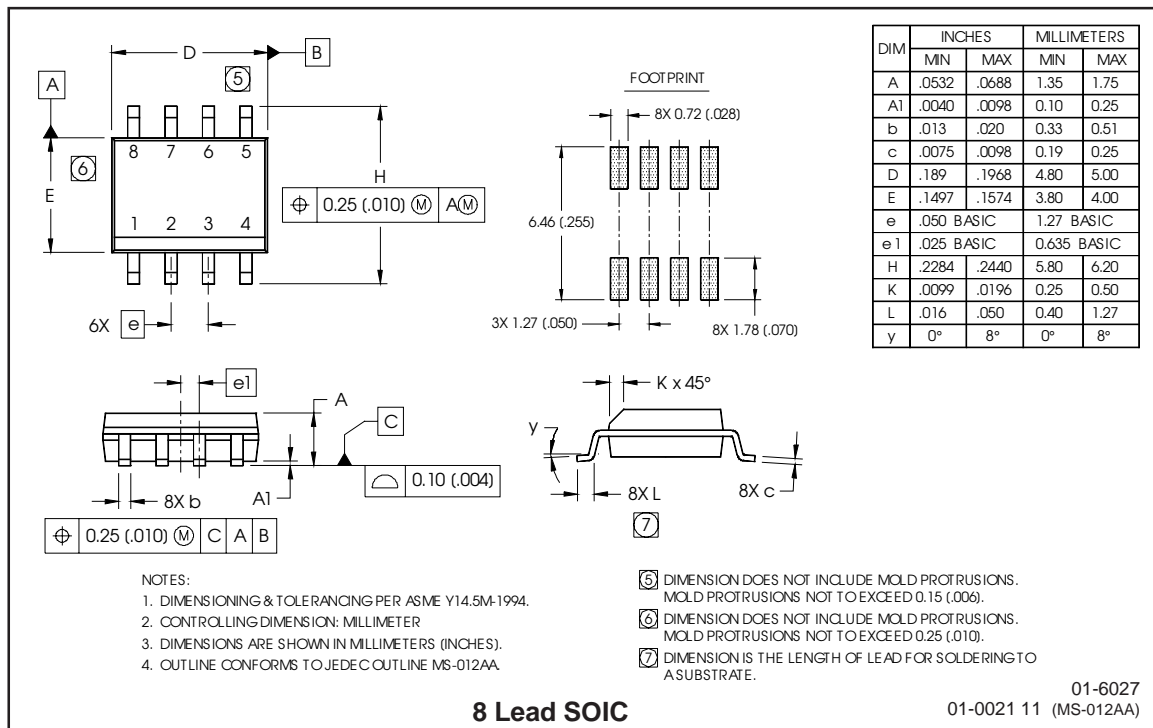 D
B
5
A
8 7 6 5
6
E
H
⌖ 0.25 (.010) Ⓜ AⓂ
1 2 3 4
6X e
FOOTPRINT
8X 0.72 (.028)
6.46 (.255)
3X 1.27 (.050)
8X 1.78 (.070)
DIM INCHES MILLIMETERS
MIN MAX MIN MAX
A .0532 .0688 1.35 1.75
A1 .0040 .0098 0.10 0.25
b .013 .020 0.33 0.51
c .0075 .0098 0.19 0.25
D .189 .1968 4.80 5.00
E .1497 .1574 3.80 4.00
e .050 BASIC 1.27 BASIC
e1 .025 BASIC 0.635 BASIC
H .2284 .2440 5.80 6.20
K .0099 .0196 0.25 0.50
L .016 .050 0.40 1.27
y 0° 8° 0° 8°
e1
A
C
⌓ 0.10 (.004)
8X b
A1
⌖ 0.25 (.010) Ⓜ C A B
K x 45°
y
8X L
8X c
7
NOTES:
1. DIMENSIONING & TOLERANCING PER ASME Y14.5M-1994.
2. CONTROLLING DIMENSION: MILLIMETER
3. DIMENSIONS ARE SHOWN IN MILLIMETERS (INCHES).
4. OUTLINE CONFORMS TO JEDEC OUTLINE MS-012AA.
5 DIMENSION DOES NOT INCLUDE MOLD PROTRUSIONS.
MOLD PROTRUSIONS NOT TO EXCEED 0.15 (.006).
6 DIMENSION DOES NOT INCLUDE MOLD PROTRUSIONS.
MOLD PROTRUSIONS NOT TO EXCEED 0.25 (.010).
7 DIMENSION IS THE LENGTH OF LEAD FOR SOLDERING TO
A SUBSTRATE.
8 Lead SOIC
01-6027
01-0021 11 (MS-012AA)